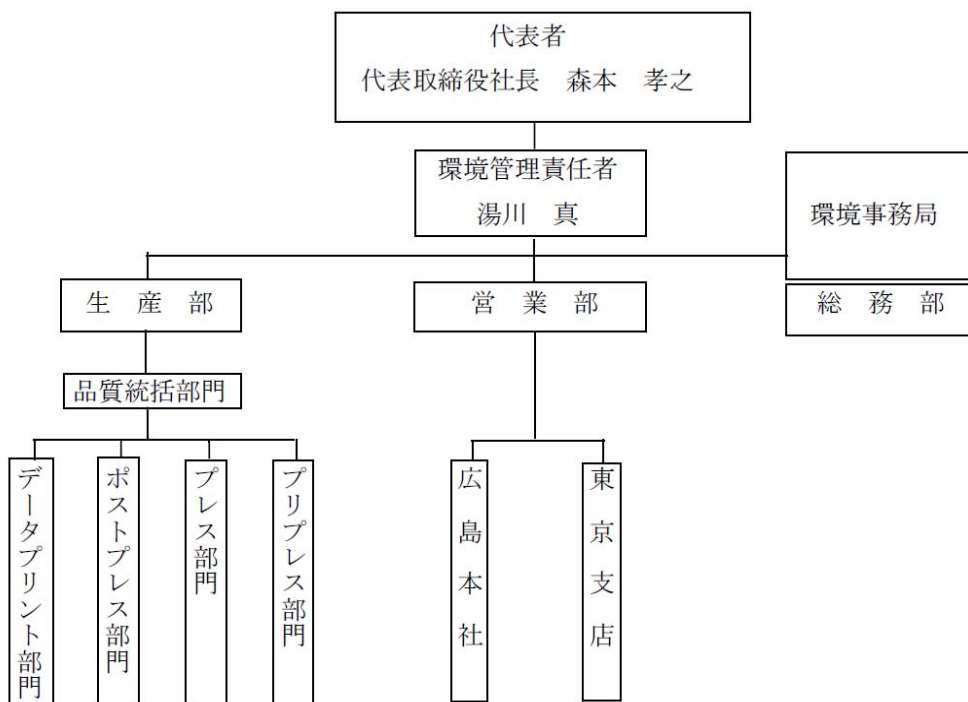 代表者
代表取締役社長 森本 孝之
環境管理責任者
湯川 真
環境事務局
生 産 部
営 業 部
総 務 部
品質統括部門
データプリント部門
ポストプレス部門
プレス部門
プリプレス部門
広島本社
東京支店